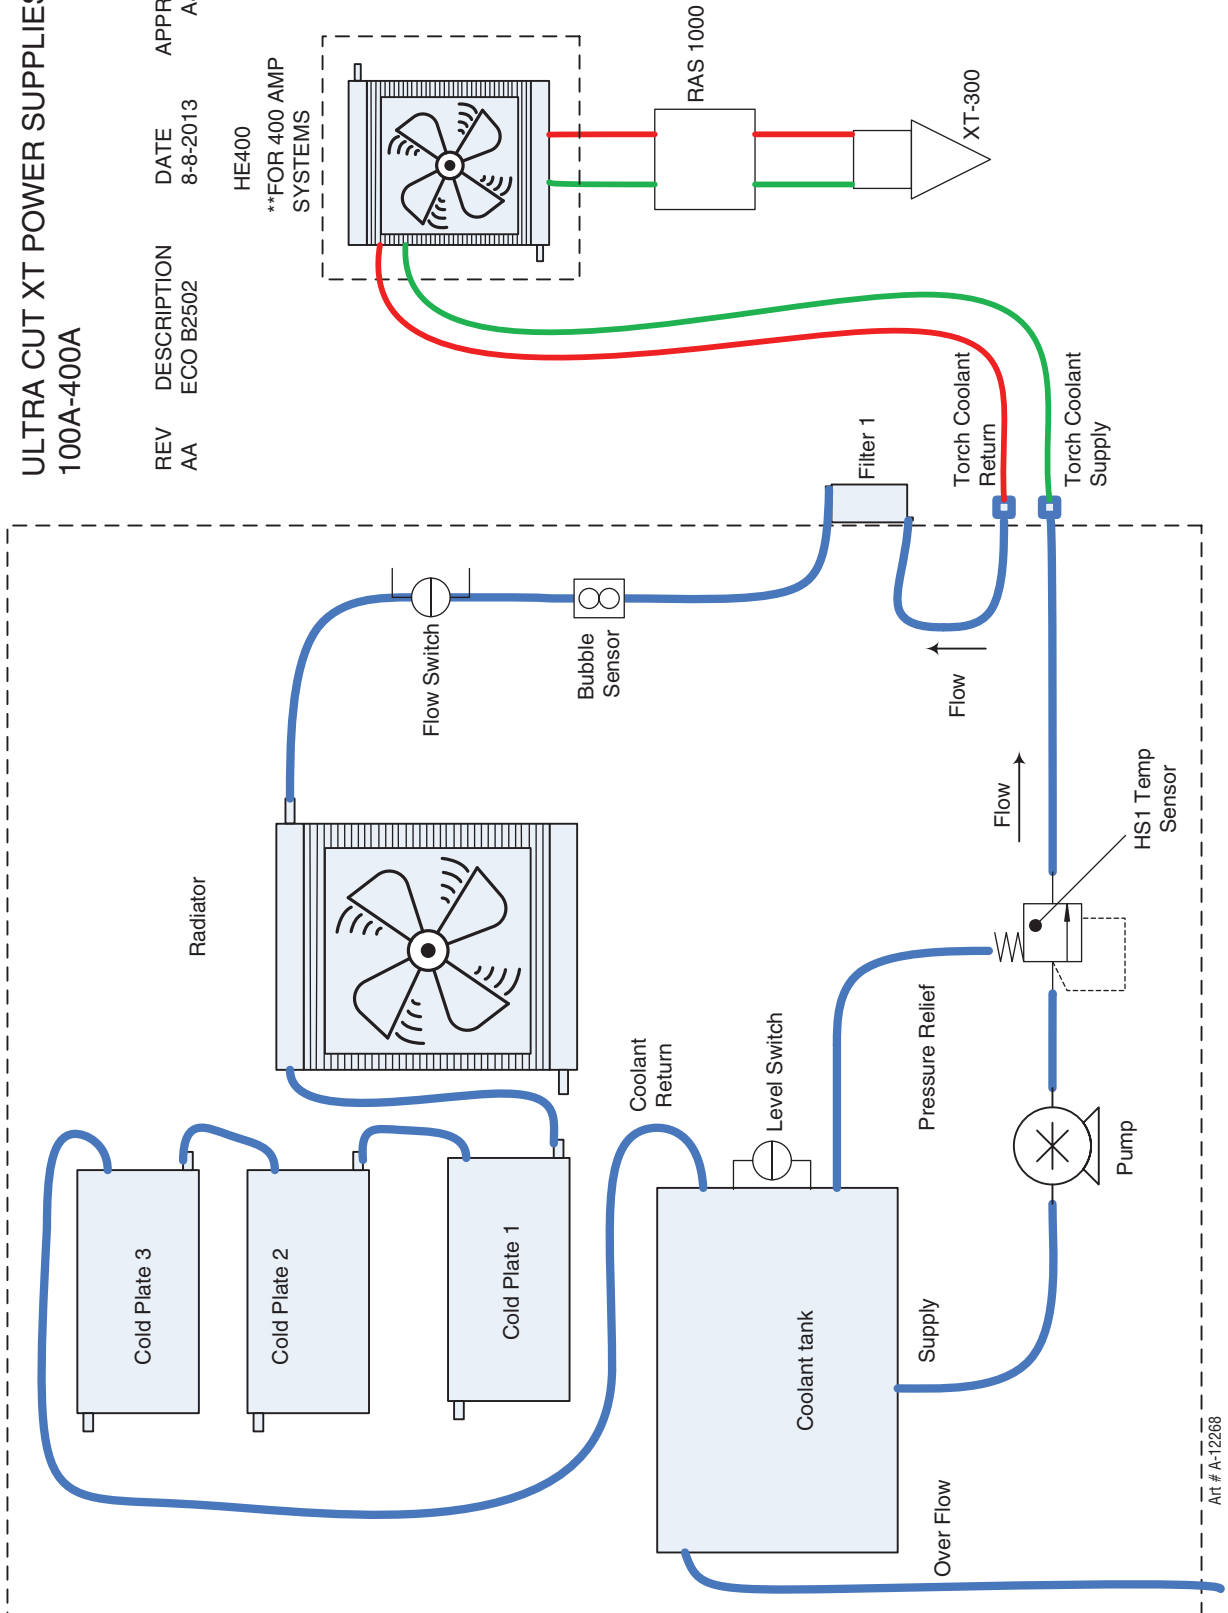 ULTRA CUT XT POWER SUPPLIES
100A-400A
REV DESCRIPTION DATE
AA ECO B2502 8-8-2013
HE400
**FOR 400 AMP
SYSTEMS
RAS 1000
XT-300
Radiator
Flow Switch
Bubble
Sensor
Filter 1
Torch Coolant
Return
Torch Coolant
Supply
Flow
Flow
HS1 Temp
Sensor
Cold Plate 3
Cold Plate 2
Cold Plate 1
Coolant
Return
Level Switch
Pressure Relief
Pump
Coolant tank
Supply
Over Flow
Art # A-12268